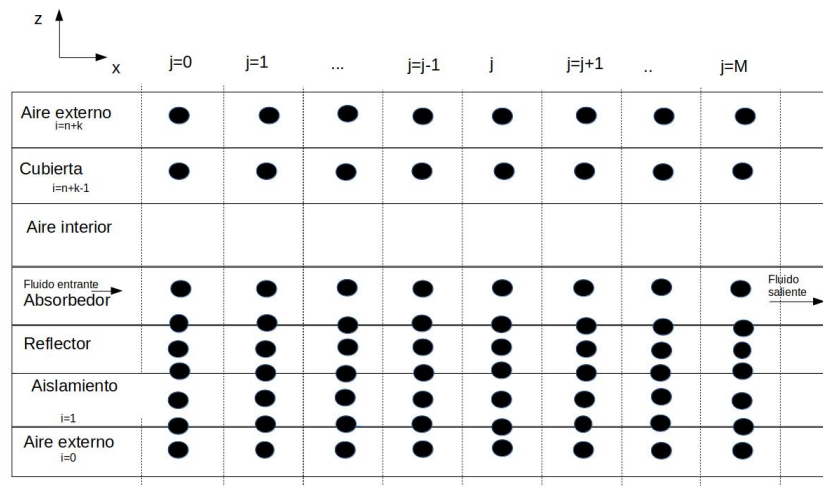 z
x
j=0 j=1 ... j=j-1 j j=j+1 .. j=M
Aire externo
i=n+k
Cubierta
i=n+k-1
Aire interior
Fluido entrante
Absorbedor
Fluido
saliente
Reflector
Aislamiento
i=1
Aire externo
i=0